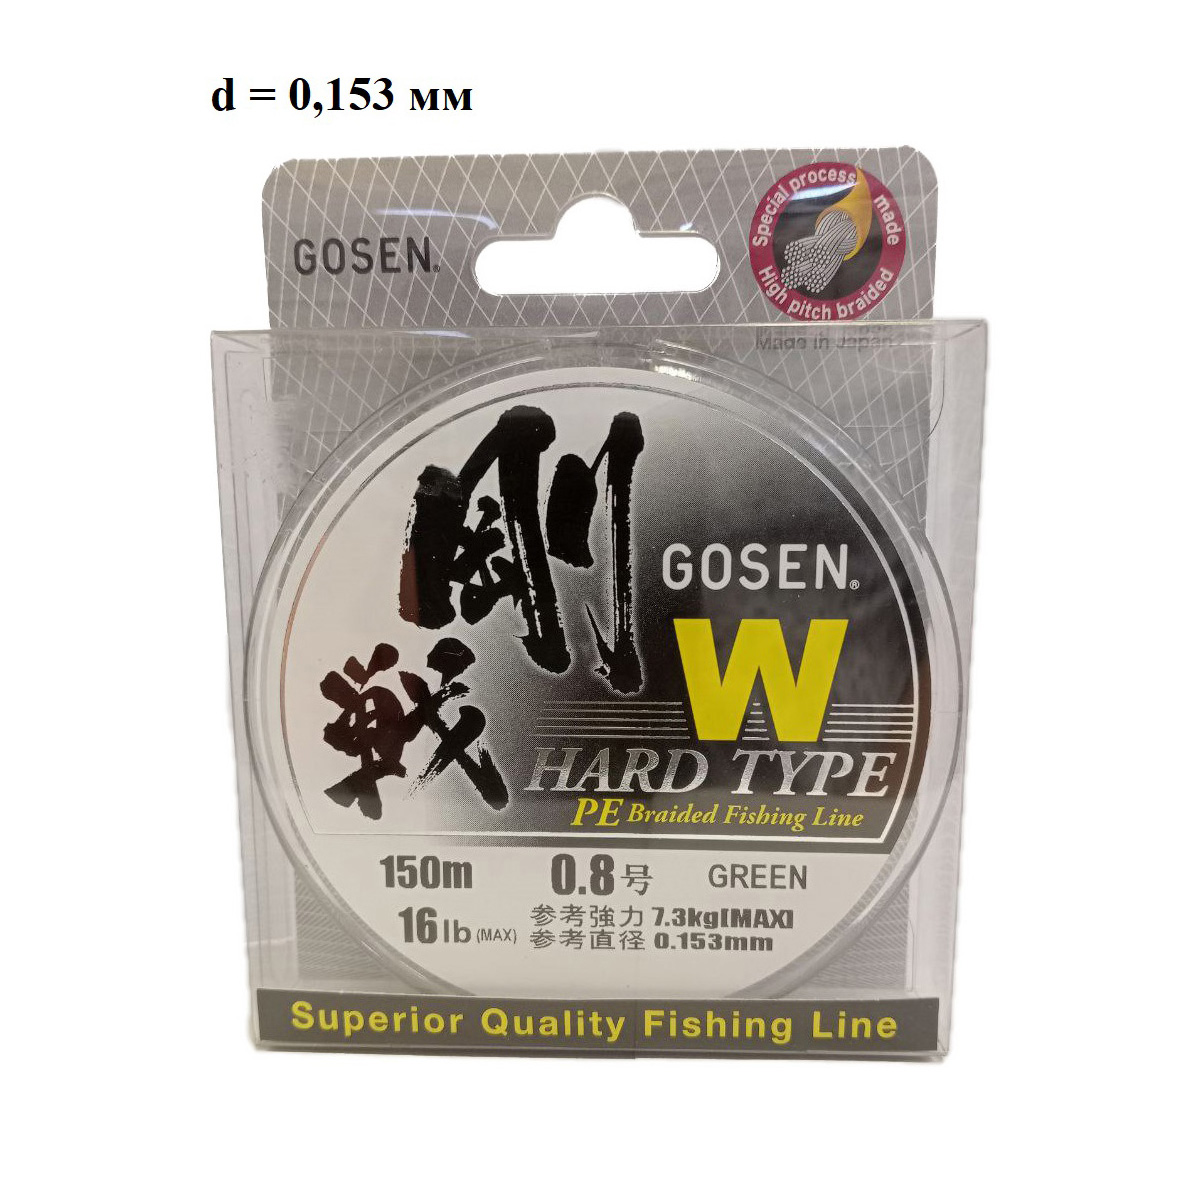 d = 0,153 мм
GOSEN®
Special process made
High pitch braided
Made in Japan
剛戦
GOSEN®
W
HARD TYPE
PE Braided Fishing Line
150m 0.8号 GREEN
16lb (MAX) 参考強力 7.3kg[MAX]
参考直径 0.153mm
Superior Quality Fishing Line